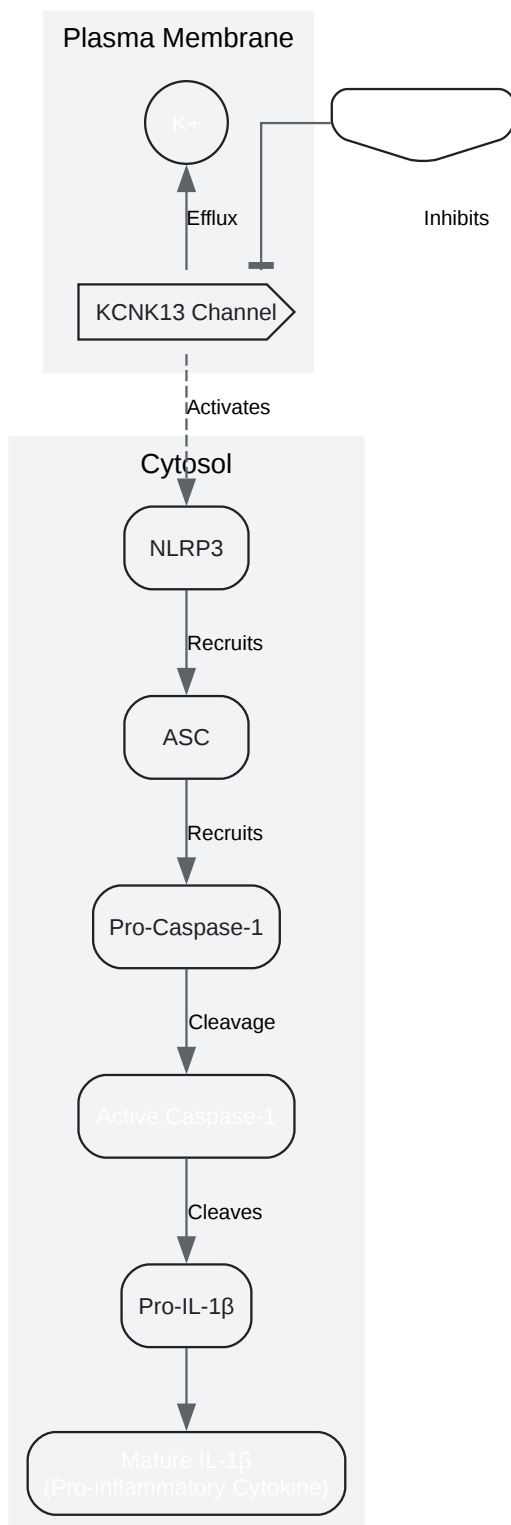 Plasma Membrane
K+
Efflux
Inhibits
KCNK13 Channel
Activates
Cytosol
NLRP3
Recruits
ASC
Recruits
Pro-Caspase-1
Cleavage
Active Caspase-1
Cleaves
Pro-IL-1β
Mature IL-1β
(Pro-inflammatory Cytokine)